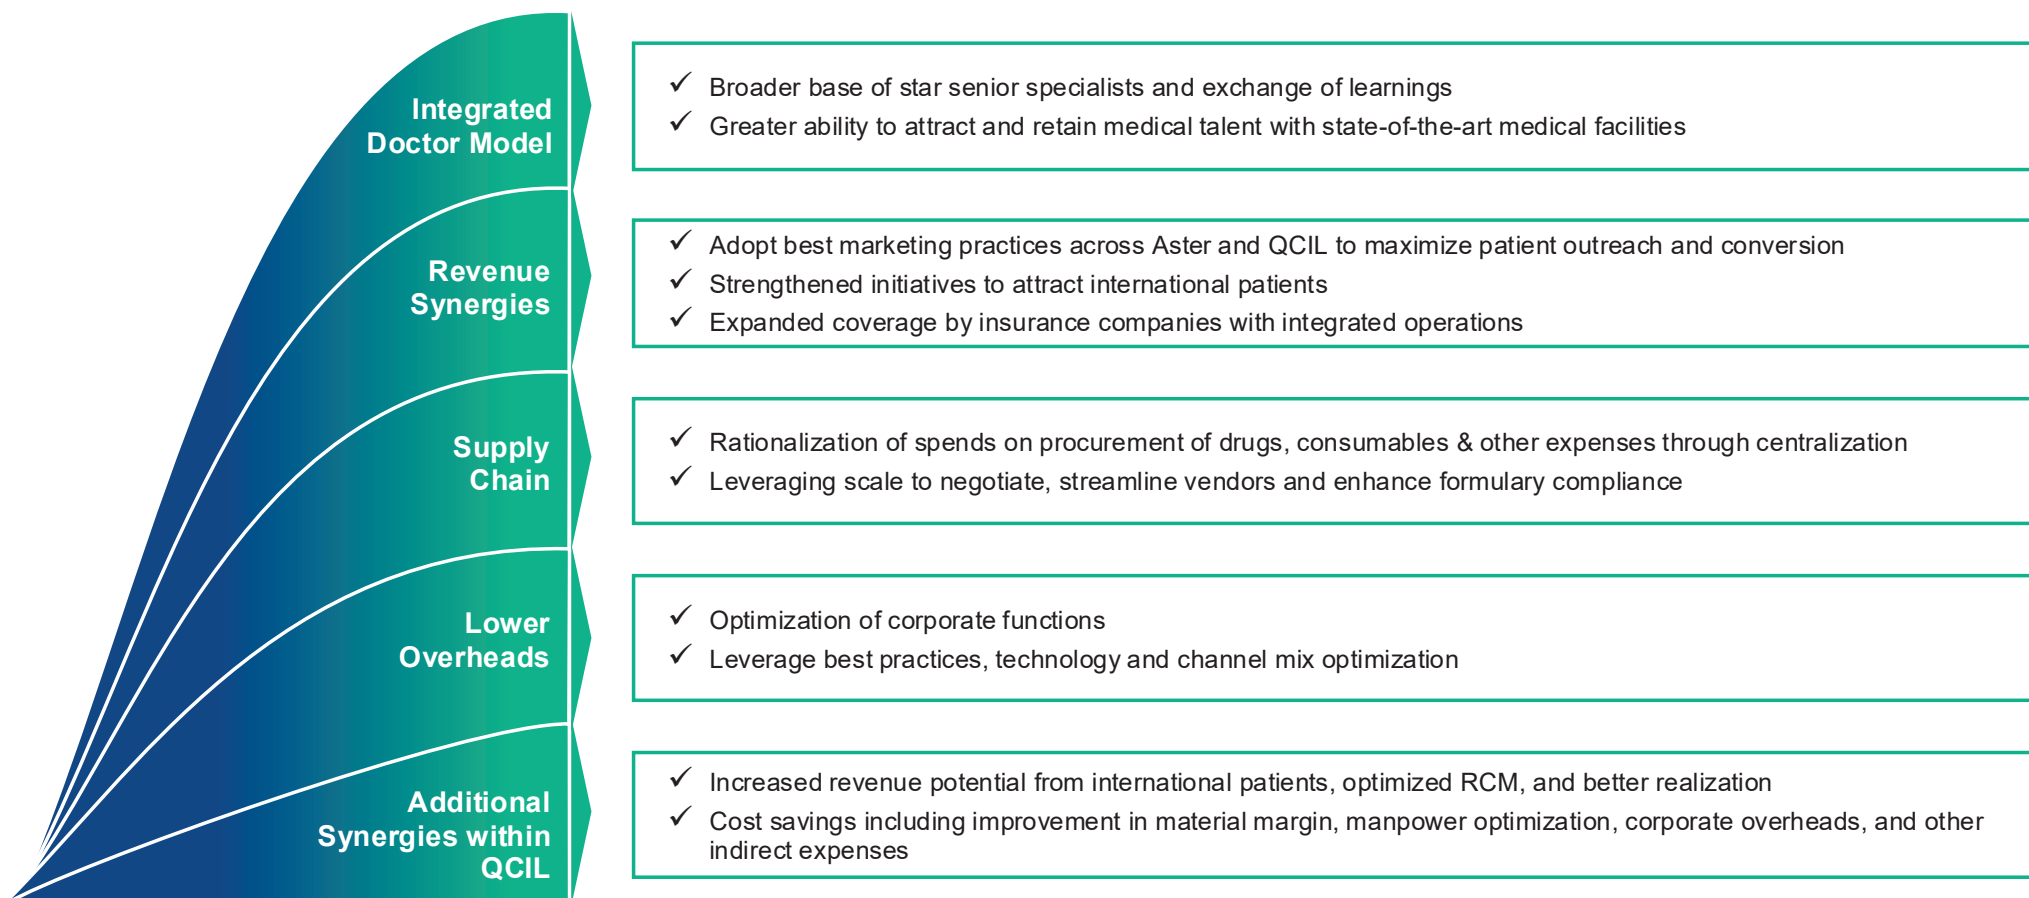 Integrated
Doctor Model
✓ Broader base of star senior specialists and exchange of learnings
✓ Greater ability to attract and retain medical talent with state-of-the-art medical facilities
Revenue
Synergies
✓ Adopt best marketing practices across Aster and QCIL to maximize patient outreach and conversion
✓ Strengthened initiatives to attract international patients
✓ Expanded coverage by insurance companies with integrated operations
Supply
Chain
✓ Rationalization of spends on procurement of drugs, consumables & other expenses through centralization
✓ Leveraging scale to negotiate, streamline vendors and enhance formulary compliance
Lower
Overheads
✓ Optimization of corporate functions
✓ Leverage best practices, technology and channel mix optimization
Additional
Synergies within
QCIL
✓ Increased revenue potential from international patients, optimized RCM, and better realization
✓ Cost savings including improvement in material margin, manpower optimization, corporate overheads, and other
indirect expenses